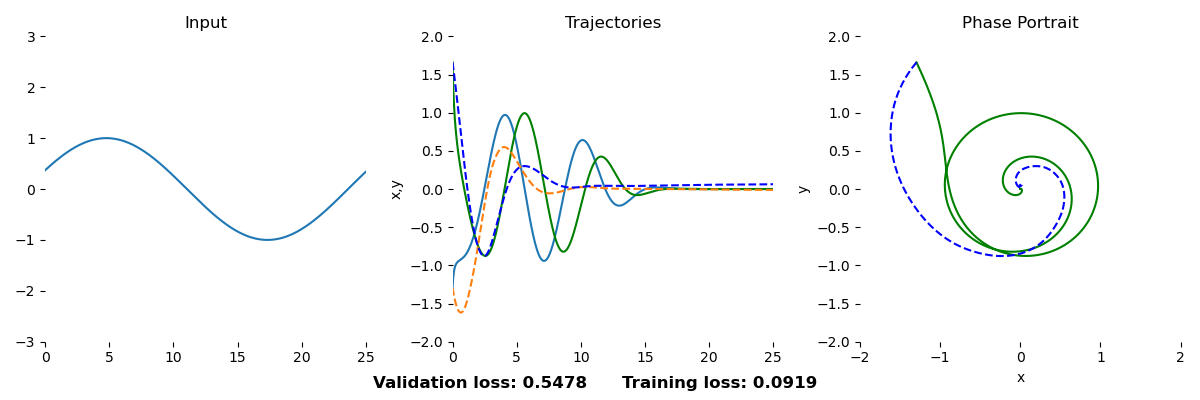 Input
3
2
1
0
−1
−2
−3
0 5 10 15 20 25
Trajectories
x,y
2.0
1.5
1.0
0.5
0.0
−0.5
−1.0
−1.5
−2.0
0 5 10 15 20 25
Phase Portrait
y
2.0
1.5
1.0
0.5
0.0
−0.5
−1.0
−1.5
−2.0
−2 −1 0 1 2
x
Validation loss: 0.5478 Training loss: 0.0919